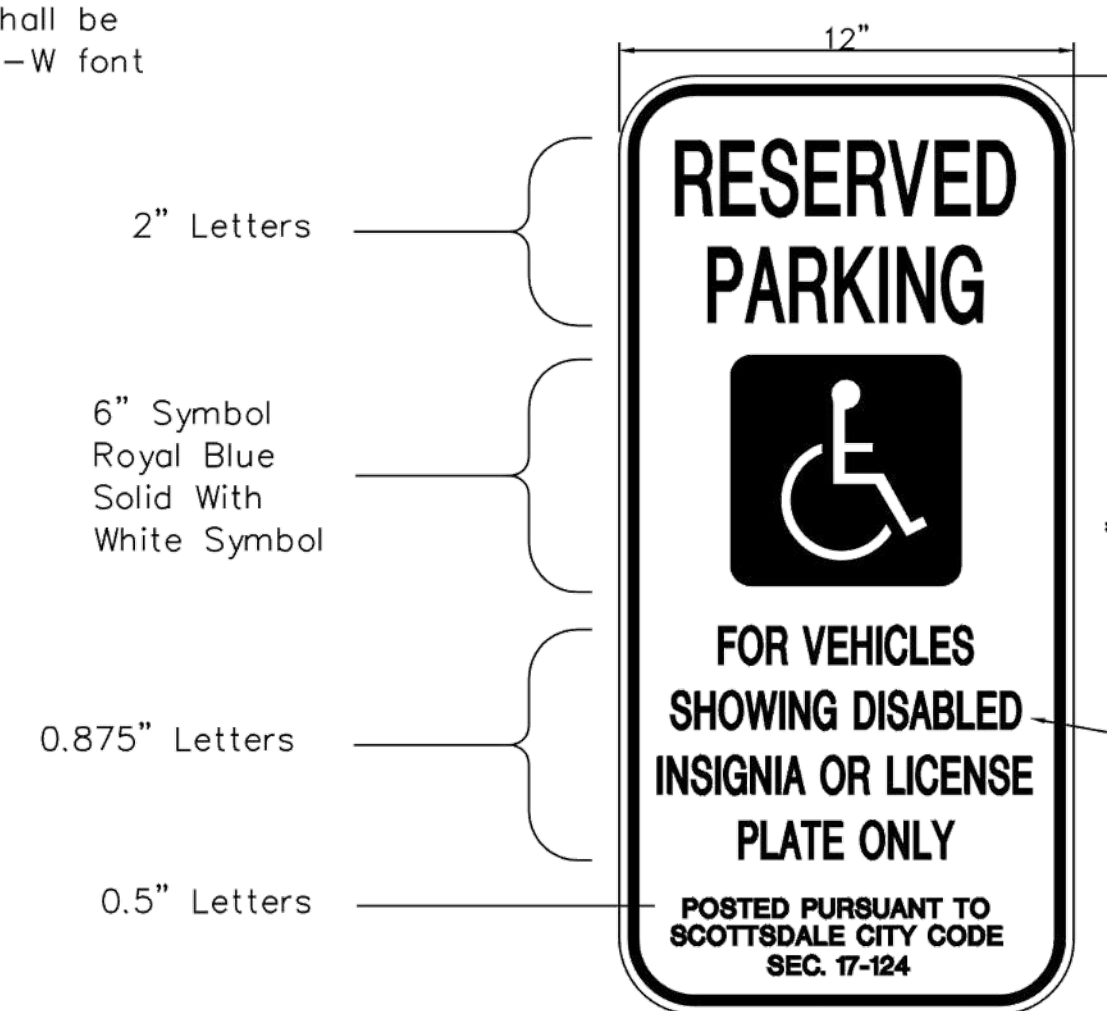 hall be
-W font
12"
RESERVED
PARKING
2" Letters
6" Symbol
Royal Blue
Solid With
White Symbol
FOR VEHICLES
SHOWING DISABLED
INSIGNIA OR LICENSE
PLATE ONLY
0.875" Letters
0.5" Letters
POSTED PURSUANT TO
SCOTTSDALE CITY CODE
SEC. 17-124